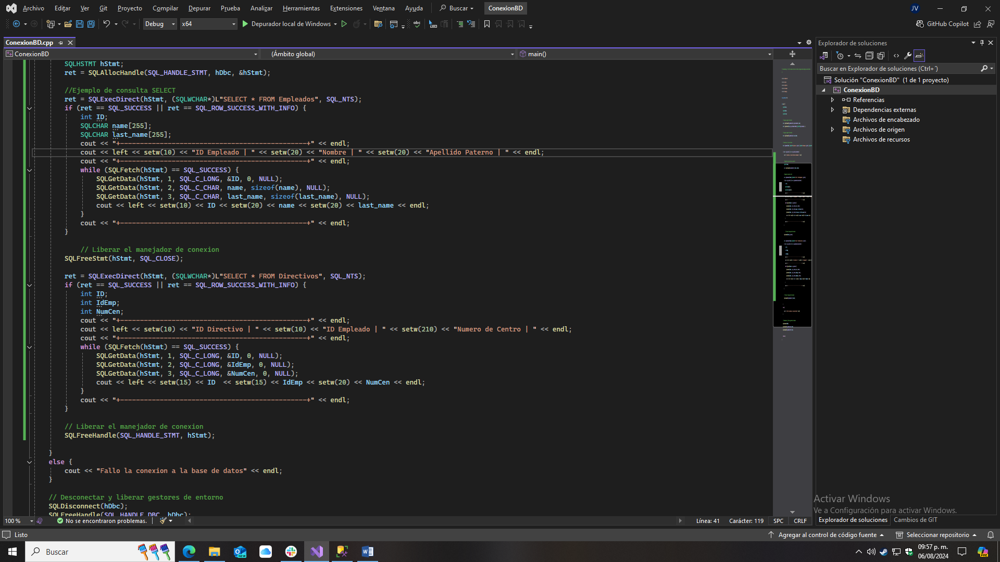 Archivo Editar Ver Git Proyecto Compilar Depurar Prueba Analizar Herramientas Extensiones Ventana Ayuda Buscar ConexionBD JV
Debug x64 Depurador local de Windows GitHub Copilot
ConexionBD.cpp
ConexionBD (Ámbito global) main()
SQLHSTMT hStmt;
ret = SQLAllocHandle(SQL_HANDLE_STMT, hDbc, &hStmt);
//Ejemplo de consulta SELECT
ret = SQLExecDirect(hStmt, (SQLWCHAR*)L"SELECT * FROM Empleados", SQL_NTS);
if (ret == SQL_SUCCESS || ret == SQL_ROW_SUCCESS_WITH_INFO) {
int ID;
SQLCHAR name[255];
SQLCHAR last_name[255];
cout << "+-----------------------------------------------+" << endl;
cout << left << setw(10) << "ID Empleado | " << setw(20) << "Nombre | " << setw(20) << "Apellido Paterno | " << endl;
cout << "+-----------------------------------------------+" << endl;
while (SQLFetch(hStmt) == SQL_SUCCESS) {
SQLGetData(hStmt, 1, SQL_C_LONG, &ID, 0, NULL);
SQLGetData(hStmt, 2, SQL_C_CHAR, name, sizeof(name), NULL);
SQLGetData(hStmt, 3, SQL_C_CHAR, last_name, sizeof(last_name), NULL);
cout << left << setw(10) << ID << setw(20) << name << setw(20) << last_name << endl;
}
cout << "+-----------------------------------------------+" << endl;
}
// Liberar el manejador de conexion
SQLFreeStmt(hStmt, SQL_CLOSE);
ret = SQLExecDirect(hStmt, (SQLWCHAR*)L"SELECT * FROM Directivos", SQL_NTS);
if (ret == SQL_SUCCESS || ret == SQL_ROW_SUCCESS_WITH_INFO) {
int ID;
int IdEmp;
int NumCen;
cout << "+-----------------------------------------------+" << endl;
cout << left << setw(10) << "ID Directivo | " << setw(10) << "ID Empleado | " << setw(210) << "Numero de Centro | " << endl;
cout << "+-----------------------------------------------+" << endl;
while (SQLFetch(hStmt) == SQL_SUCCESS) {
SQLGetData(hStmt, 1, SQL_C_LONG, &ID, 0, NULL);
SQLGetData(hStmt, 2, SQL_C_LONG, &IdEmp, 0, NULL);
SQLGetData(hStmt, 3, SQL_C_LONG, &NumCen, 0, NULL);
cout << left << setw(15) << ID  << setw(15) << IdEmp << setw(20) << NumCen << endl;
}
cout << "+-----------------------------------------------+" << endl;
}
// Liberar el manejador de conexion
SQLFreeHandle(SQL_HANDLE_STMT, hStmt);
}
else {
cout << "Fallo la conexion a la base de datos" << endl;
}
// Desconectar y liberar gestores de entorno
SQLDisconnect(hDbc);
SQLFreeHandle(SQL_HANDLE_DBC, hDbc);
100 % No se encontraron problemas. Línea: 41 Carácter: 119 SPC CRLF
Explorador de soluciones
Buscar en Explorador de soluciones (Ctrl+´)
Solución "ConexionBD" (1 de 1 proyecto)
ConexionBD
Referencias
Dependencias externas
Archivos de encabezado
Archivos de origen
Archivos de recursos
Activar Windows
Ve a Configuración para activar Windows.
Explorador de soluciones Cambios de GIT
Listo Agregar al control de código fuente Seleccionar repositorio
Buscar
09:57 p. m.
06/08/2024